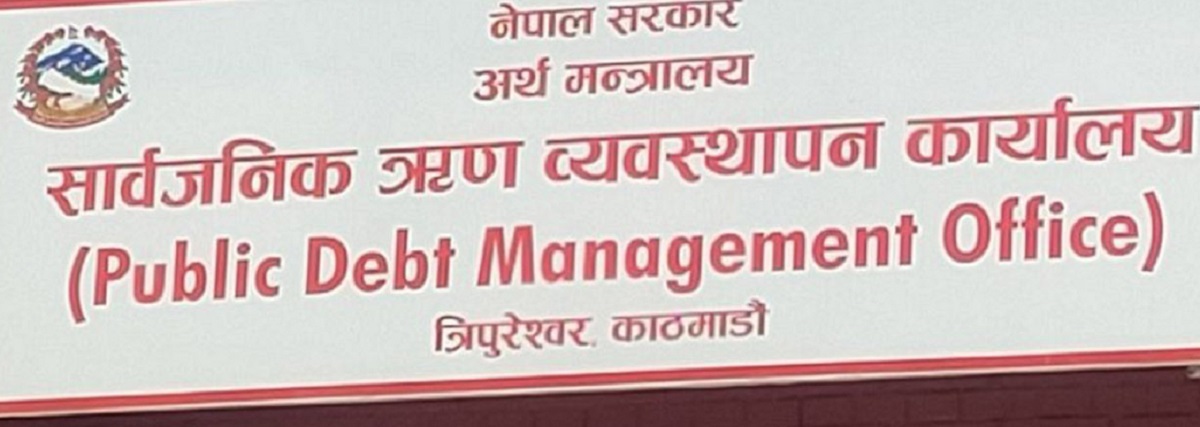 नेपाल सरकार
अर्थ मन्त्रालय
सार्वजनिक ऋण व्यवस्थापन कार्यालय
(Public Debt Management Office)
त्रिपुरेश्वर, काठमाडौं